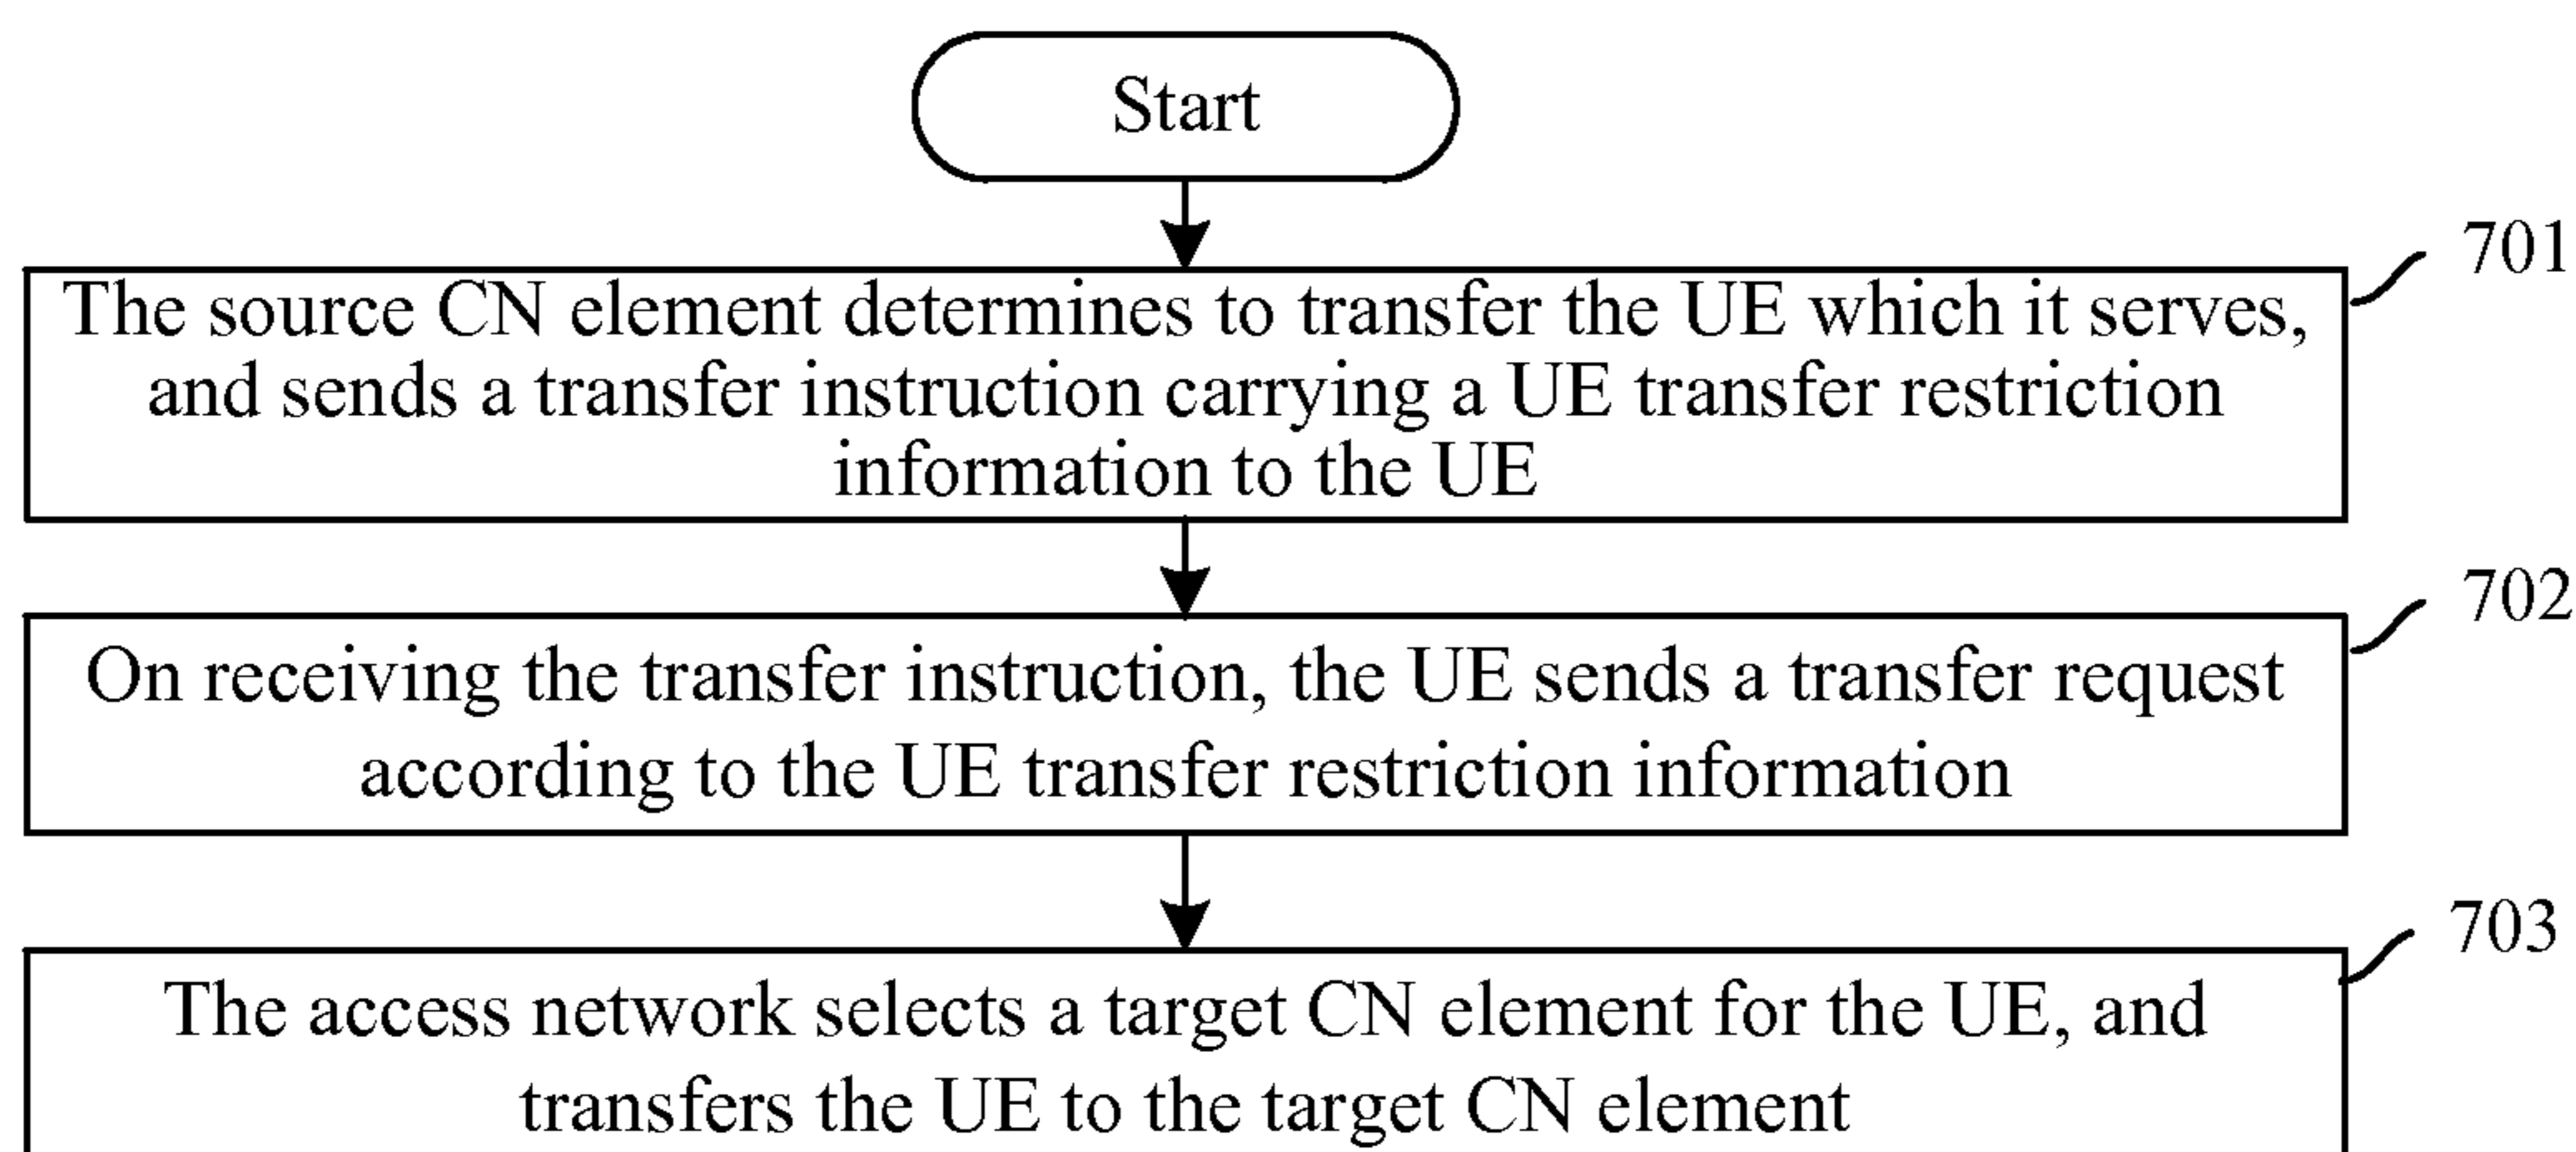 Start
701
The source CN element determines to transfer the UE which it serves,
and sends a transfer instruction carrying a UE transfer restriction
information to the UE
702
On receiving the transfer instruction, the UE sends a transfer request
according to the UE transfer restriction information
703
The access network selects a target CN element for the UE, and
transfers the UE to the target CN element